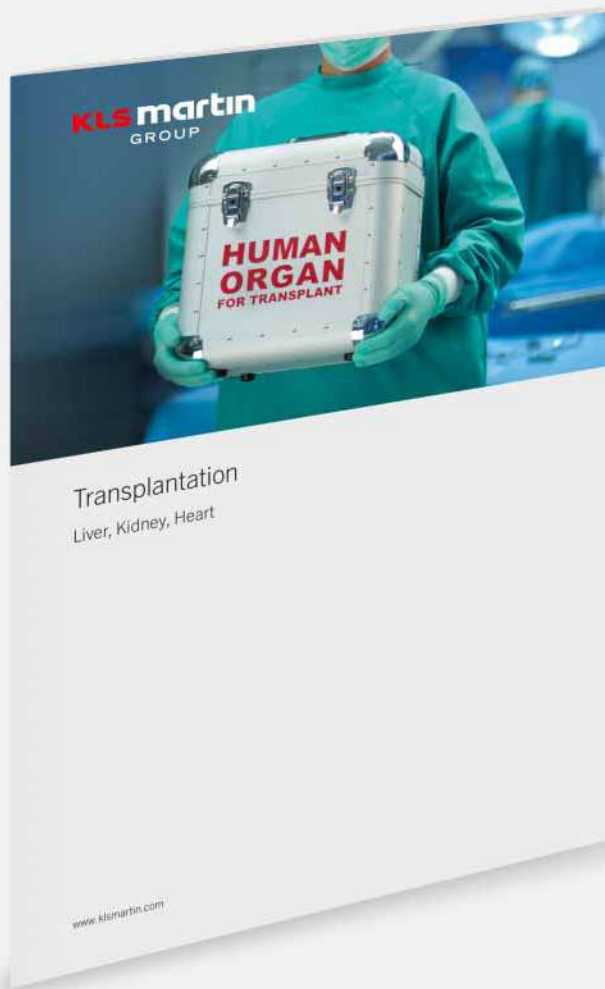 KLS martin
GROUP
HUMAN
ORGAN
FOR TRANSPLANT
Transplantation
Liver, Kidney, Heart
www.klsmartin.com